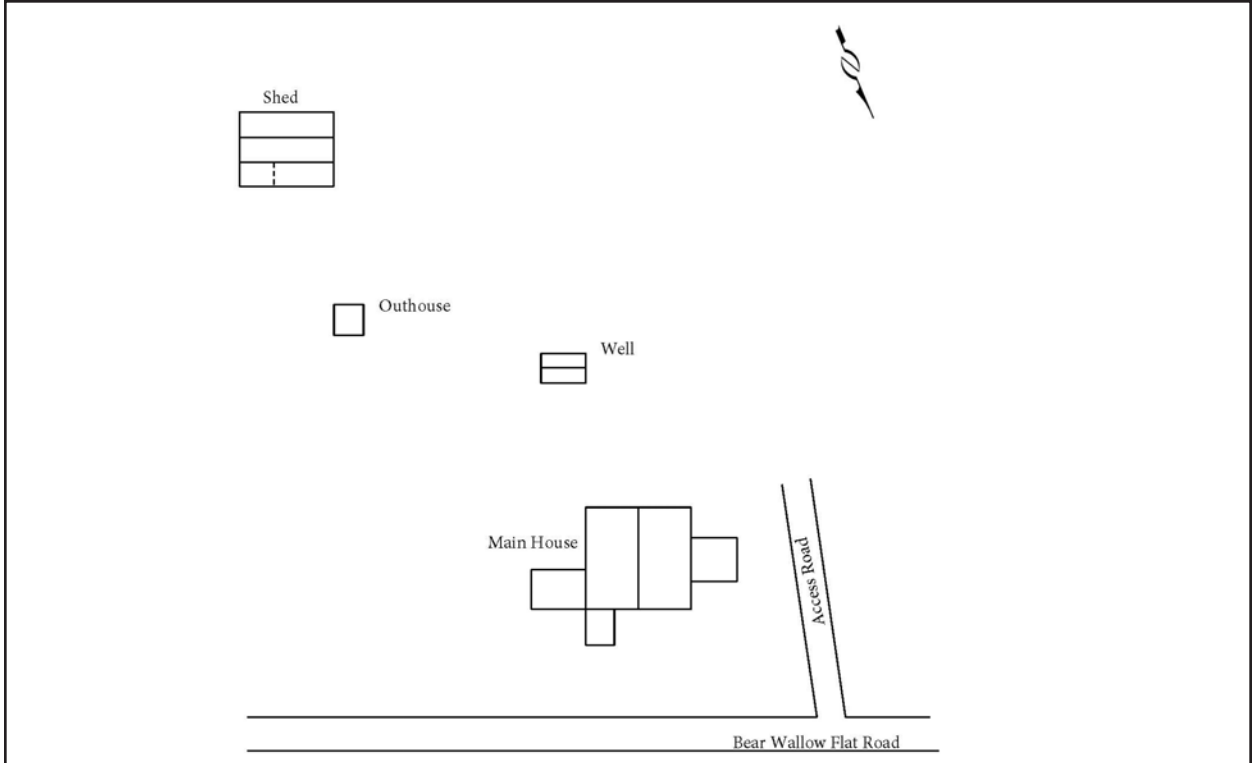 Shed
Outhouse
Well
Main House
Access Road
Bear Wallow Flat Road